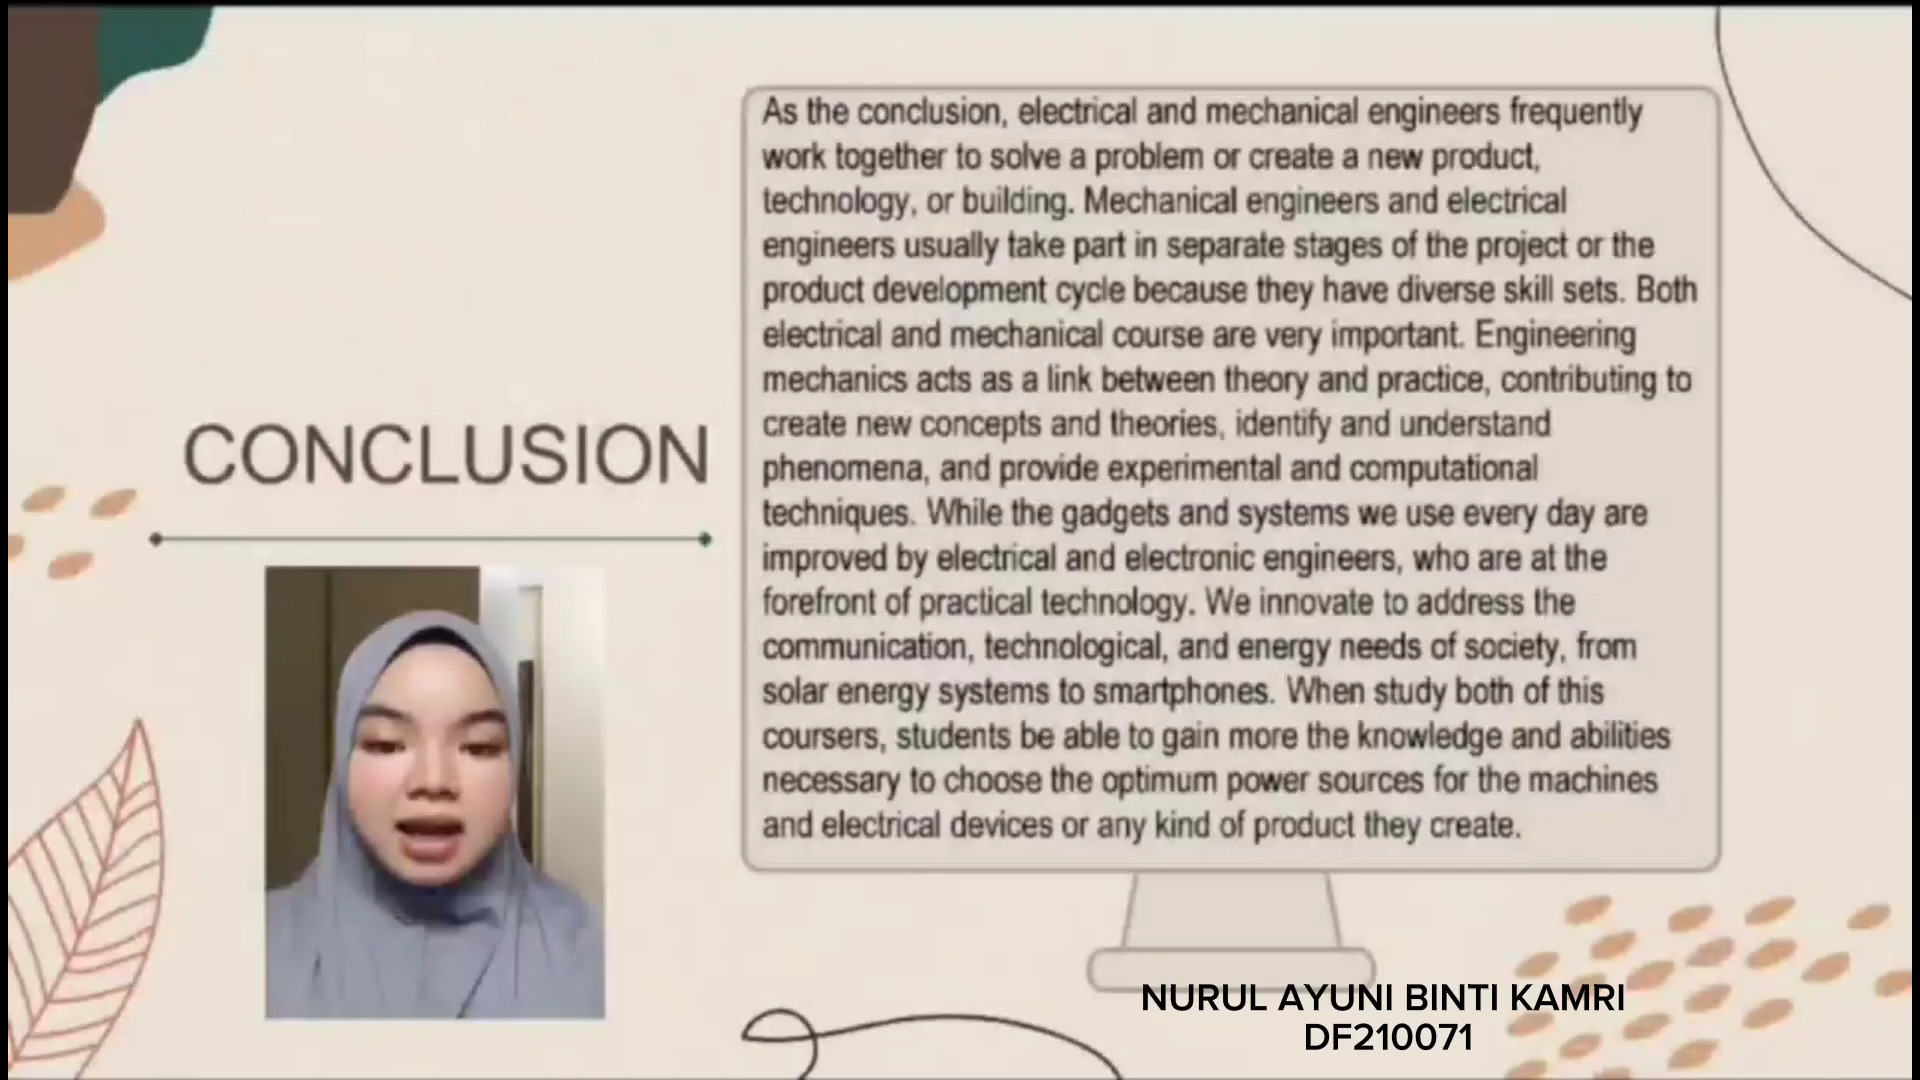 CONCLUSION
As the conclusion, electrical and mechanical engineers frequently
work together to solve a problem or create a new product,
technology, or building. Mechanical engineers and electrical
engineers usually take part in separate stages of the project or the
product development cycle because they have diverse skill sets. Both
electrical and mechanical course are very important. Engineering
mechanics acts as a link between theory and practice, contributing to
create new concepts and theories, identify and understand
phenomena, and provide experimental and computational
techniques. While the gadgets and systems we use every day are
improved by electrical and electronic engineers, who are at the
forefront of practical technology. We innovate to address the
communication, technological, and energy needs of society, from
solar energy systems to smartphones. When study both of this
coursers, students be able to gain more the knowledge and abilities
necessary to choose the optimum power sources for the machines
and electrical devices or any kind of product they create.
NURUL AYUNI BINTI KAMRI
DF210071